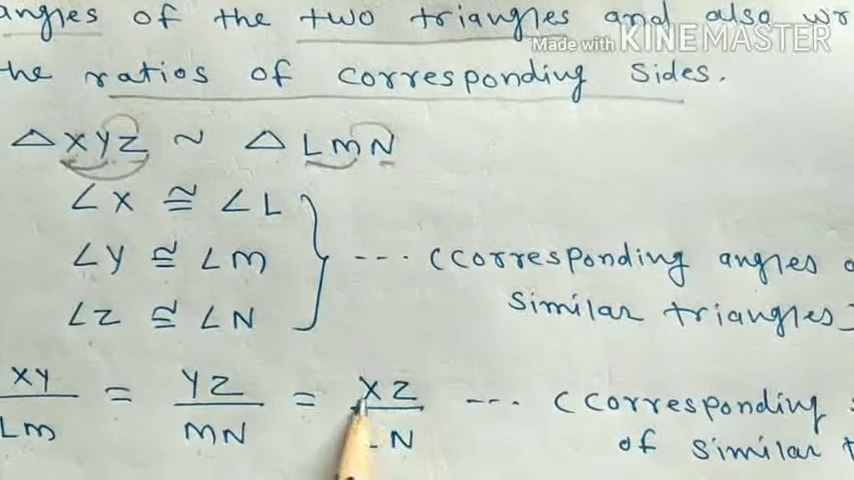 angles of the two triangles and also wr
Made with KINEMASTER
the ratios of corresponding sides.
△XYZ ~ △LMN
∠X ≅ ∠L
∠Y ≅ ∠M --- (Corresponding angles o
∠Z ≅ ∠N similar triangles)
XY/LM = YZ/MN = XZ/ N --- (Corresponding s
of similar t